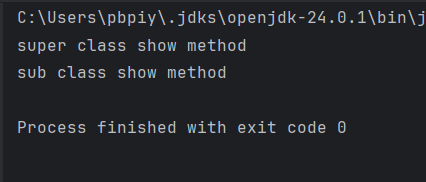 C:\Users\pbpiy\.jdks\openjdk-24.0.1\bin\j
super class show method
sub class show method
Process finished with exit code 0